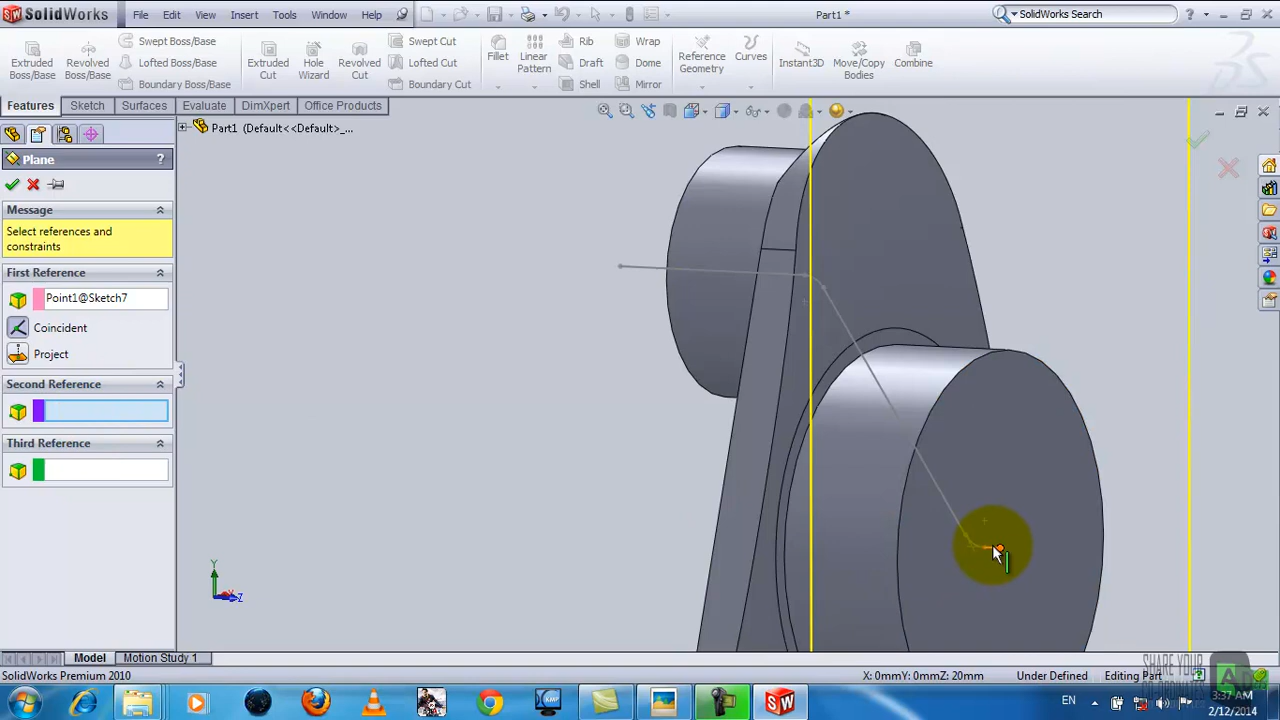 SolidWorks
File Edit View Insert Tools Window Help
Part1 *
SolidWorks Search
Extruded Boss/Base
Revolved Boss/Base
Swept Boss/Base
Lofted Boss/Base
Boundary Boss/Base
Extruded Cut
Hole Wizard
Revolved Cut
Swept Cut
Lofted Cut
Boundary Cut
Fillet
Linear Pattern
Rib
Draft
Shell
Wrap
Dome
Mirror
Reference Geometry
Curves
Instant3D
Move/Copy Bodies
Combine
Features Sketch Surfaces Evaluate DimXpert Office Products
Part1 (Default<<Default>_...
Plane ?
Message
Select references and
constraints
First Reference
Point1@Sketch7
Coincident
Project
Second Reference
Third Reference
Y
X
Z
Model Motion Study 1
SolidWorks Premium 2010
X: 0mmY: 0mmZ: 20mm Under Defined Editing Part
SHARE YOUR
EN
3:37 AM
2/12/2014